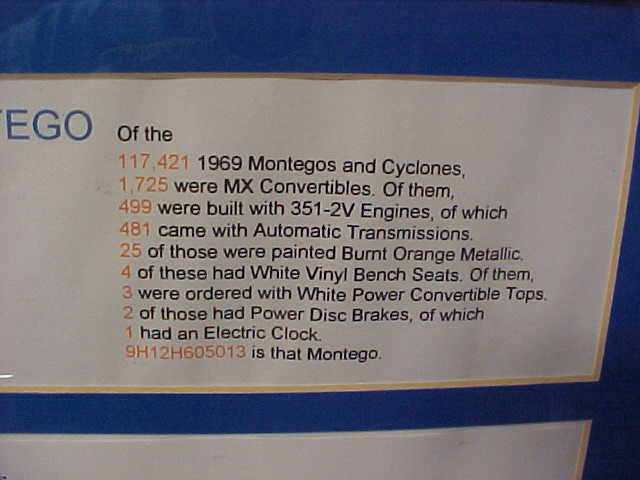 TEGO
Of the
117,421 1969 Montegos and Cyclones,
1,725 were MX Convertibles. Of them,
499 were built with 351-2V Engines, of which
481 came with Automatic Transmissions.
25 of those were painted Burnt Orange Metallic.
4 of these had White Vinyl Bench Seats. Of them,
3 were ordered with White Power Convertible Tops.
2 of those had Power Disc Brakes, of which
1 had an Electric Clock.
9H12H605013 is that Montego.